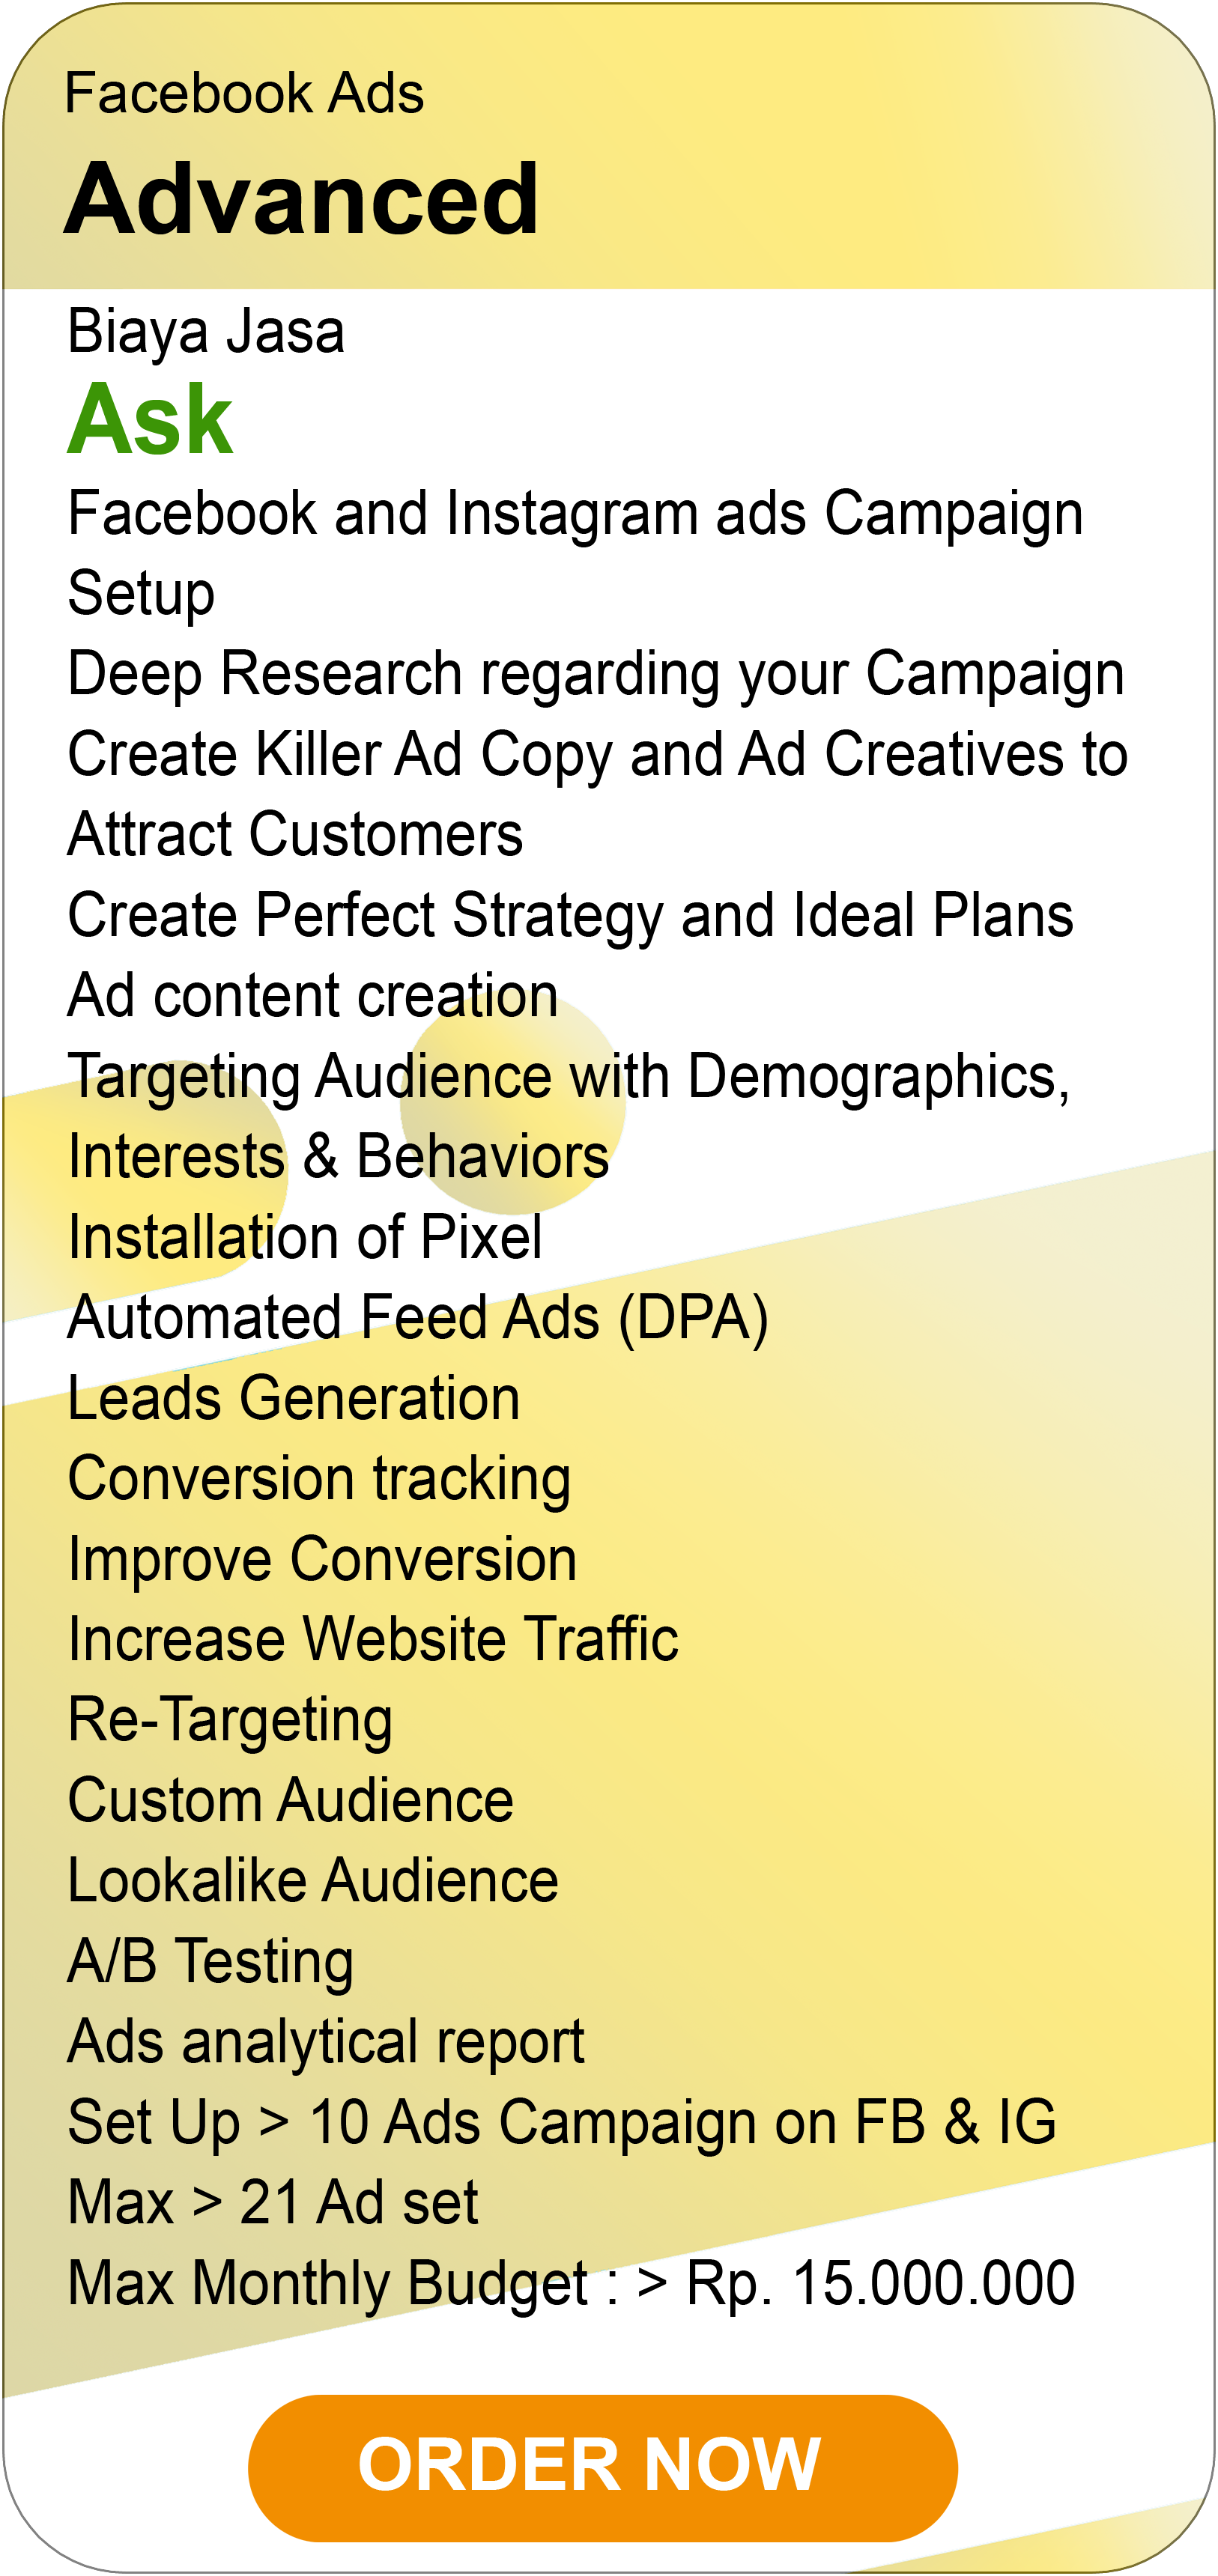 Facebook Ads
Advanced
Biaya Jasa
Ask
Facebook and Instagram ads Campaign
Setup
Deep Research regarding your Campaign
Create Killer Ad Copy and Ad Creatives to
Attract Customers
Create Perfect Strategy and Ideal Plans
Ad content creation
Targeting Audience with Demographics,
Interests & Behaviors
Installation of Pixel
Automated Feed Ads (DPA)
Leads Generation
Conversion tracking
Improve Conversion
Increase Website Traffic
Re-Targeting
Custom Audience
Lookalike Audience
A/B Testing
Ads analytical report
Set Up > 10 Ads Campaign on FB & IG
Max > 21 Ad set
Max Monthly Budget : > Rp. 15.000.000
ORDER NOW